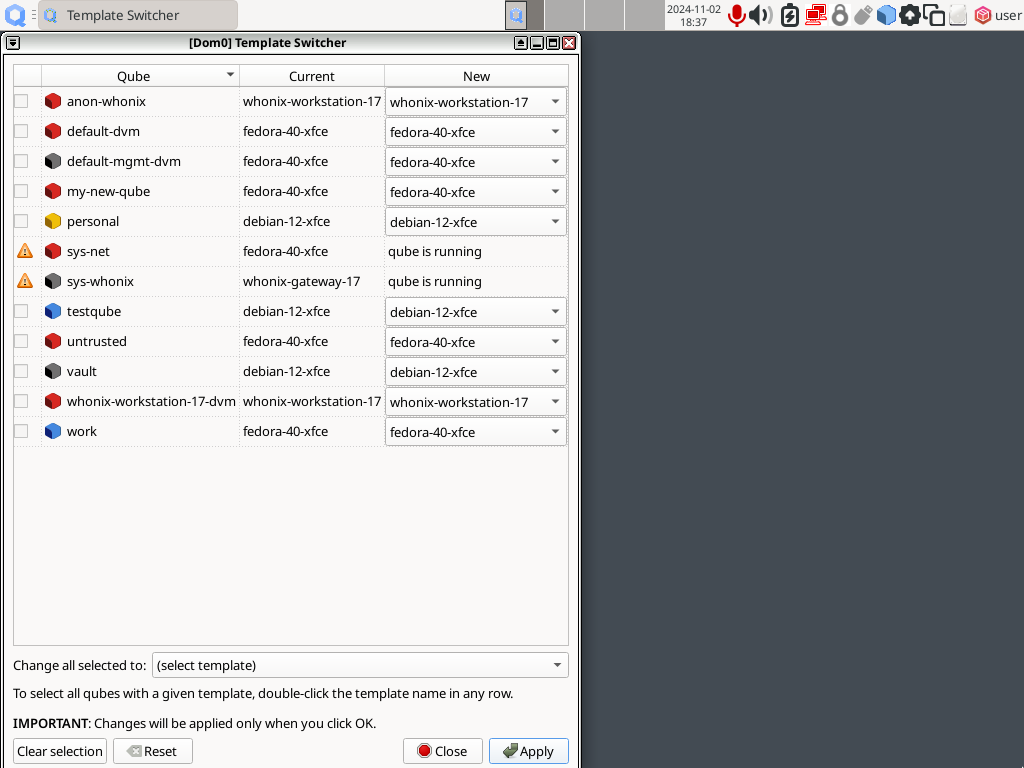 Template Switcher
2024-11-02
18:37
user
[Dom0] Template Switcher
Qube Current New
anon-whonix whonix-workstation-17 whonix-workstation-17
default-dvm fedora-40-xfce fedora-40-xfce
default-mgmt-dvm fedora-40-xfce fedora-40-xfce
my-new-qube fedora-40-xfce fedora-40-xfce
personal debian-12-xfce debian-12-xfce
sys-net fedora-40-xfce qube is running
sys-whonix whonix-gateway-17 qube is running
testqube debian-12-xfce debian-12-xfce
untrusted fedora-40-xfce fedora-40-xfce
vault debian-12-xfce debian-12-xfce
whonix-workstation-17-dvm whonix-workstation-17 whonix-workstation-17
work fedora-40-xfce fedora-40-xfce
Change all selected to: (select template)
To select all qubes with a given template, double-click the template name in any row.
IMPORTANT: Changes will be applied only when you click OK.
Clear selection Reset Close Apply